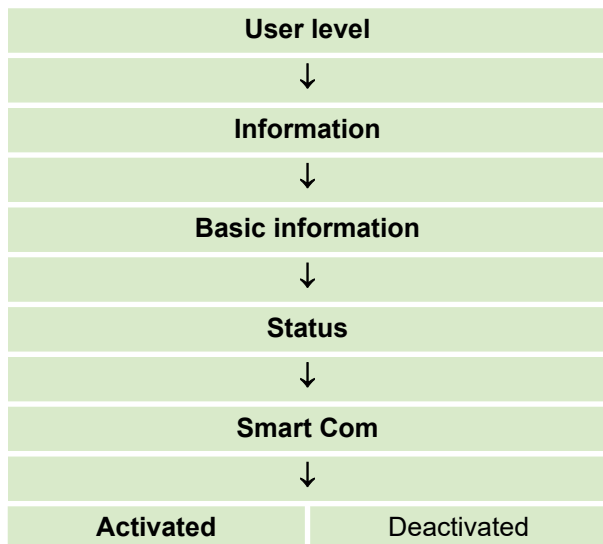 User level
↓
Information
↓
Basic information
↓
Status
↓
Smart Com
↓
Activated Deactivated